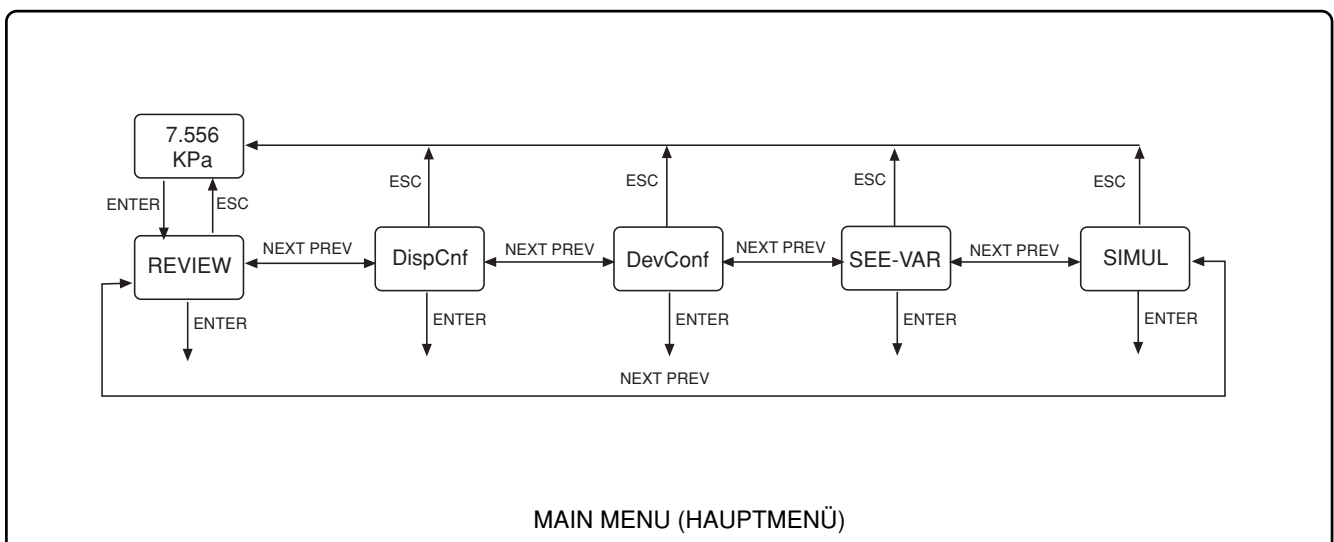 7.556
KPa
ESC ESC ESC ESC
ENTER ESC
REVIEW NEXT PREV DispCnf NEXT PREV DevConf NEXT PREV SEE-VAR NEXT PREV SIMUL
ENTER ENTER ENTER ENTER ENTER
NEXT PREV
MAIN MENU (HAUPTMENÜ)